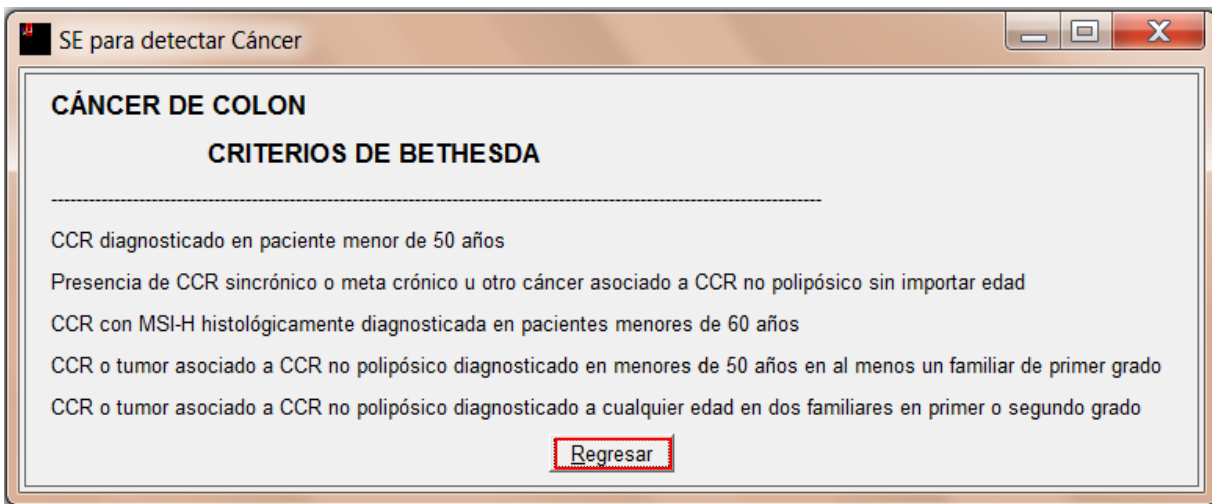 SE para detectar Cáncer
CÁNCER DE COLON
CRITERIOS DE BETHESDA
--------------------------------------------------------------------------------------------------------------------------------
CCR diagnosticado en paciente menor de 50 años
Presencia de CCR sincrónico o meta crónico u otro cáncer asociado a CCR no polipósico sin importar edad
CCR con MSI-H histológicamente diagnosticada en pacientes menores de 60 años
CCR o tumor asociado a CCR no polipósico diagnosticado en menores de 50 años en al menos un familiar de primer grado
CCR o tumor asociado a CCR no polipósico diagnosticado a cualquier edad en dos familiares en primer o segundo grado
Regresar